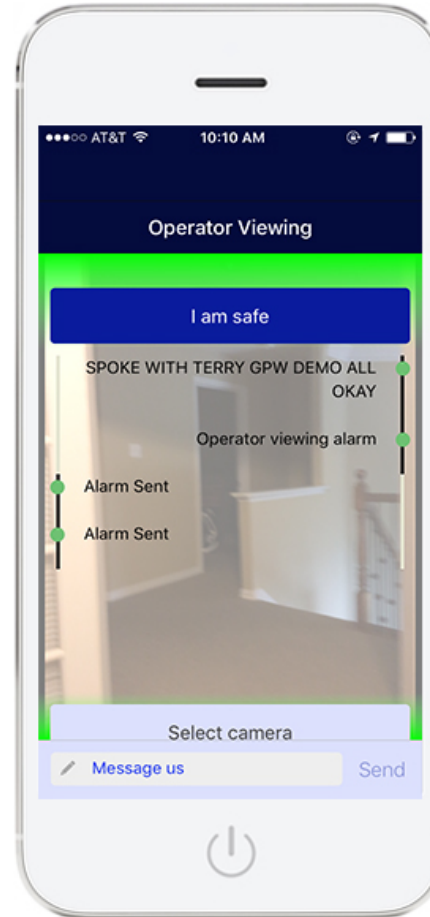 AT&T 10:10 AM
Operator Viewing
I am safe
SPOKE WITH TERRY GPW DEMO ALL
OKAY
Operator viewing alarm
Alarm Sent
Alarm Sent
Select camera
Message us Send